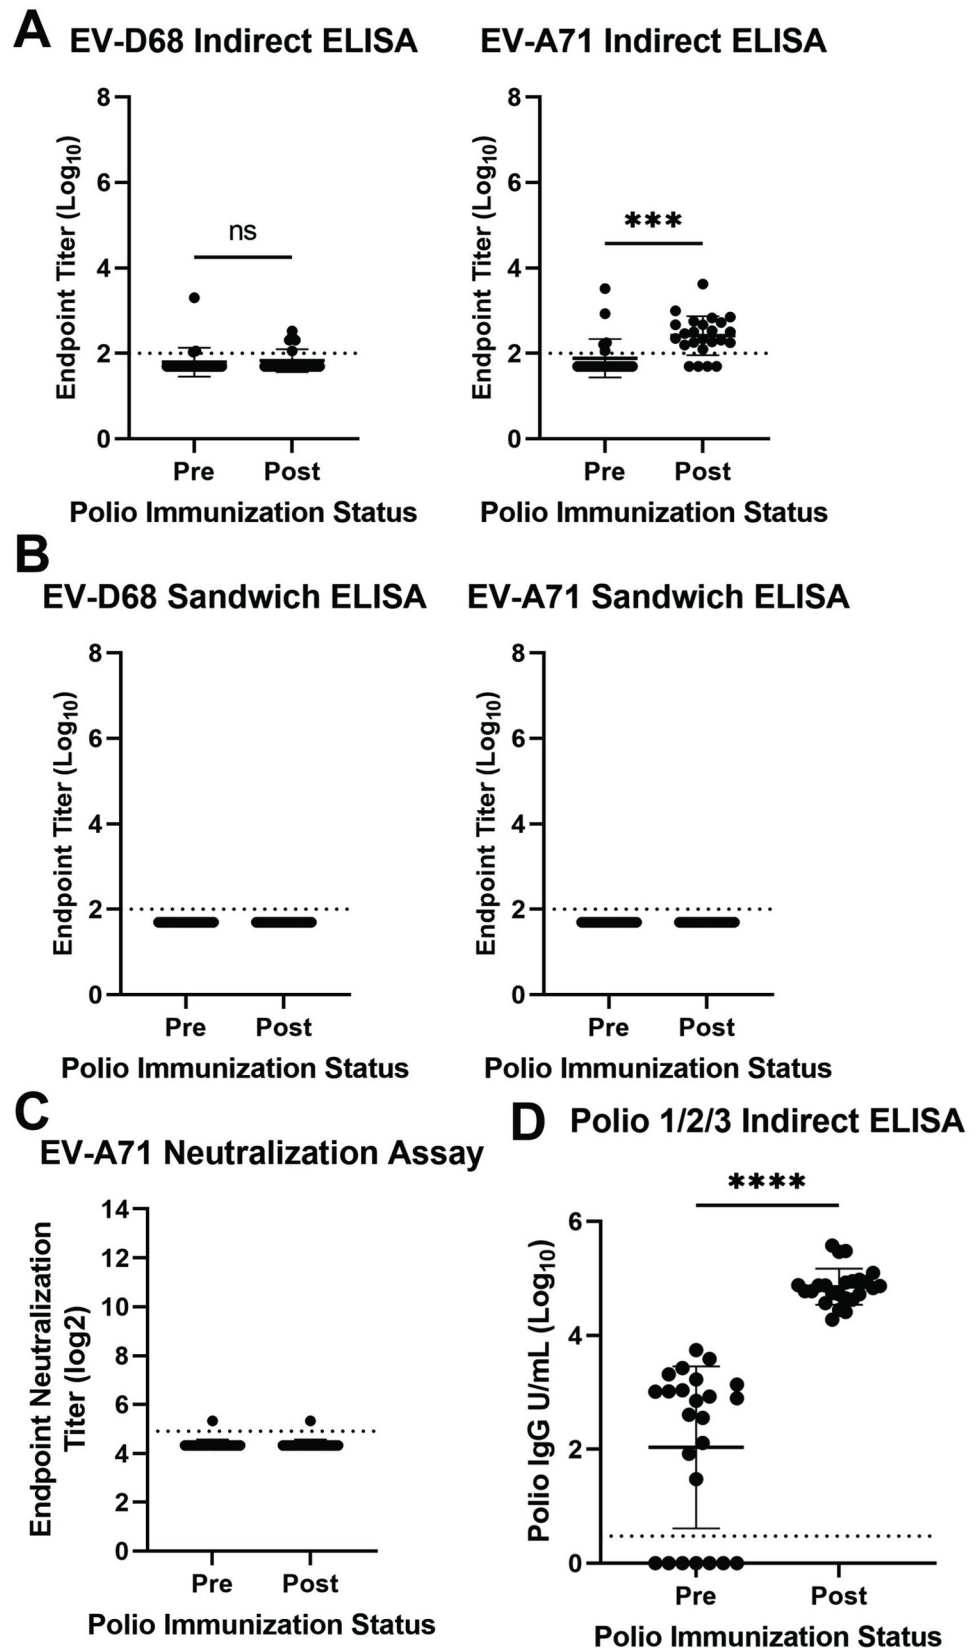 A
EV-D68 Indirect ELISA
Endpoint Titer (Log10)
8
6
4
2
0
ns
Pre Post
Polio Immunization Status
EV-A71 Indirect ELISA
Endpoint Titer (Log10)
8
6
4
2
0
***
Pre Post
Polio Immunization Status
B
EV-D68 Sandwich ELISA
Endpoint Titer (Log10)
8
6
4
2
0
Pre Post
Polio Immunization Status
EV-A71 Sandwich ELISA
Endpoint Titer (Log10)
8
6
4
2
0
Pre Post
Polio Immunization Status
C
EV-A71 Neutralization Assay
Endpoint Neutralization
Titer (log2)
14
12
10
8
6
4
2
0
Pre Post
Polio Immunization Status
D
Polio 1/2/3 Indirect ELISA
Polio IgG U/mL (Log10)
****
6
4
2
0
Pre Post
Polio Immunization Status